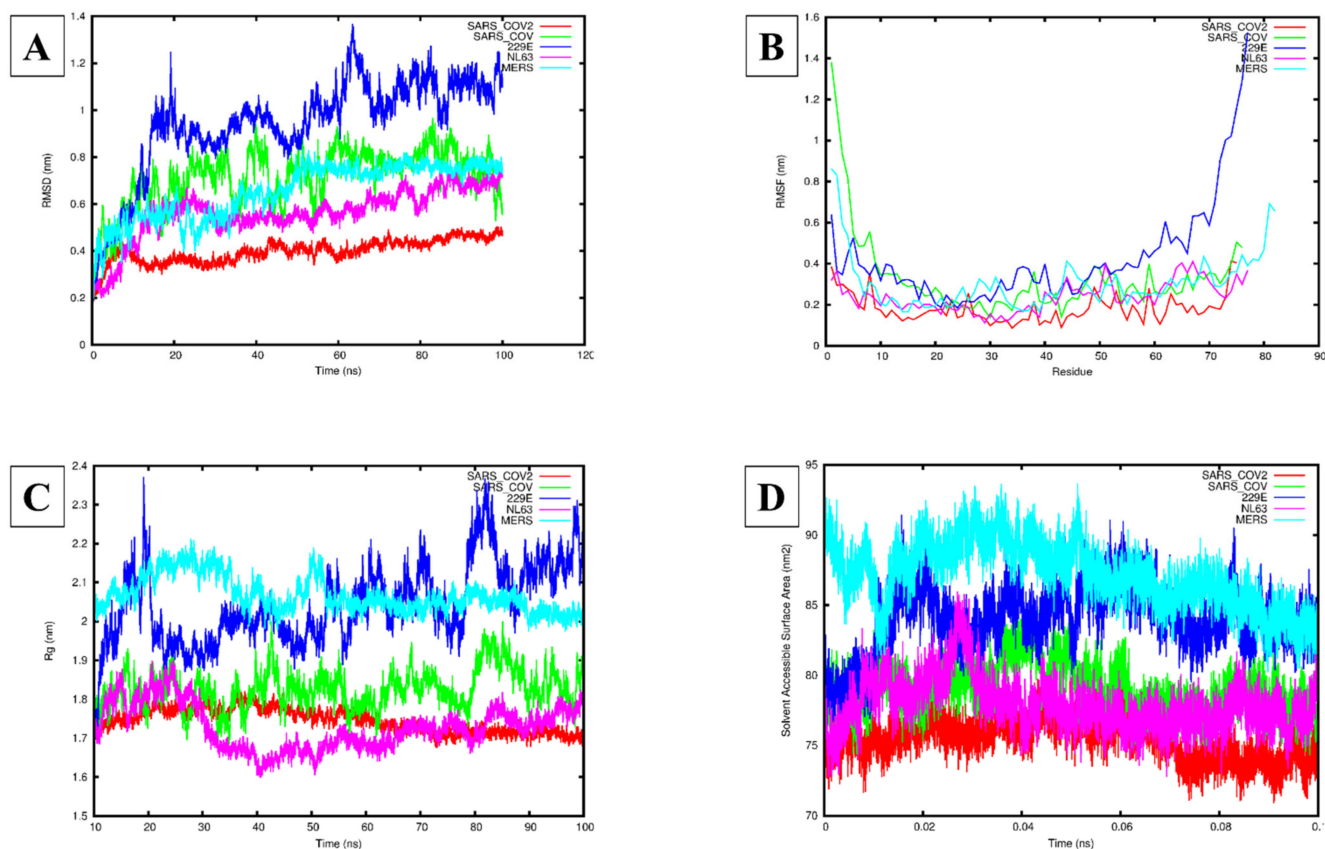 A
SARS_COV2
SARS_COV
229E
NL63
MERS
1.4
1.2
1
0.8
0.6
0.4
0.2
0
RMSD (nm)
0
20
40
60
80
100
Time (ns)
B
SARS_COV2
SARS_COV
229E
NL63
MERS
1.6
1.4
1.2
1
0.8
0.6
0.4
0.2
0
RMSF (nm)
0
10
20
30
40
50
60
70
80
90
Residue
C
SARS_COV2
SARS_COV
229E
NL63
MERS
2.4
2.3
2.2
2.1
2
1.9
1.8
1.7
1.6
1.5
Rg (nm)
10
20
30
40
50
60
70
80
90
100
Time (ns)
D
SARS_COV2
SARS_COV
229E
NL63
MERS
95
90
85
80
75
70
Solvent Accessible Surface Area (nm2)
0
0.02
0.04
0.06
0.08
Time (ns)